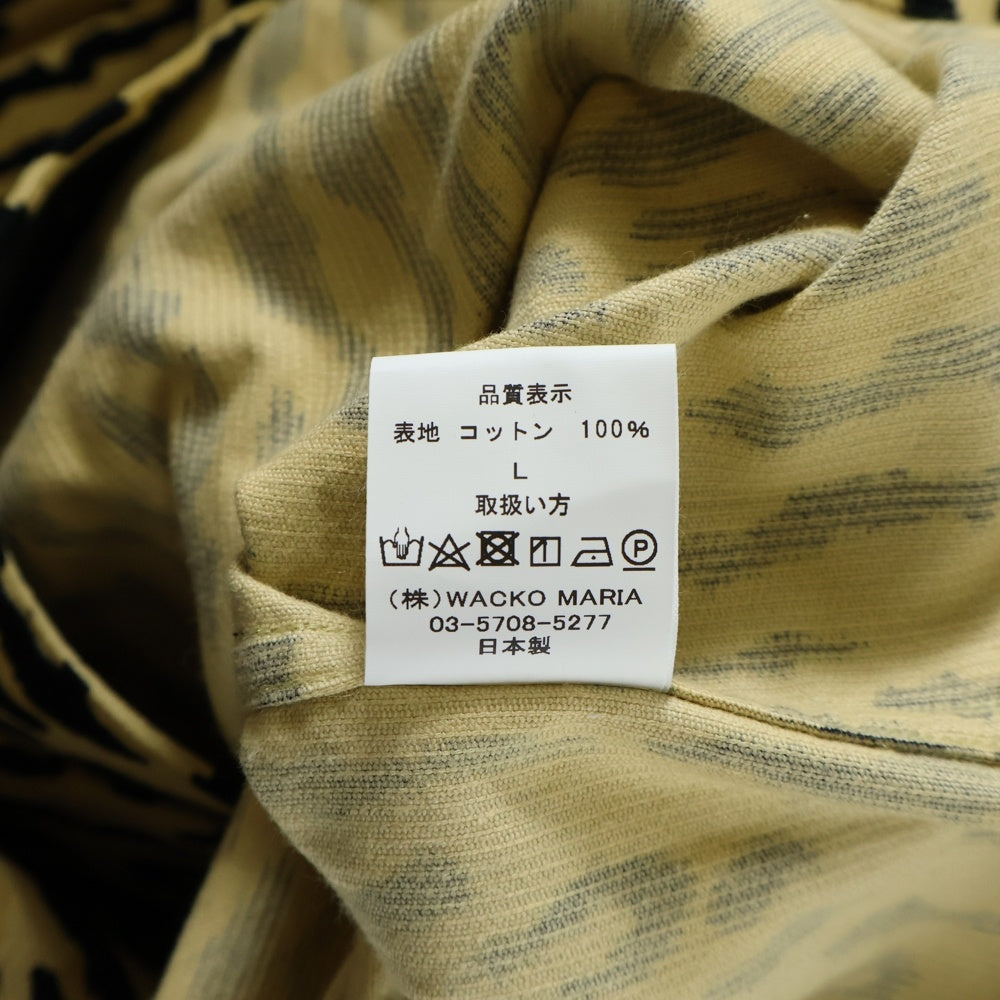 品質表示
表地 コットン 100%
L
取扱い方
P
(株)WACKO MARIA
03-5708-5277
日本製